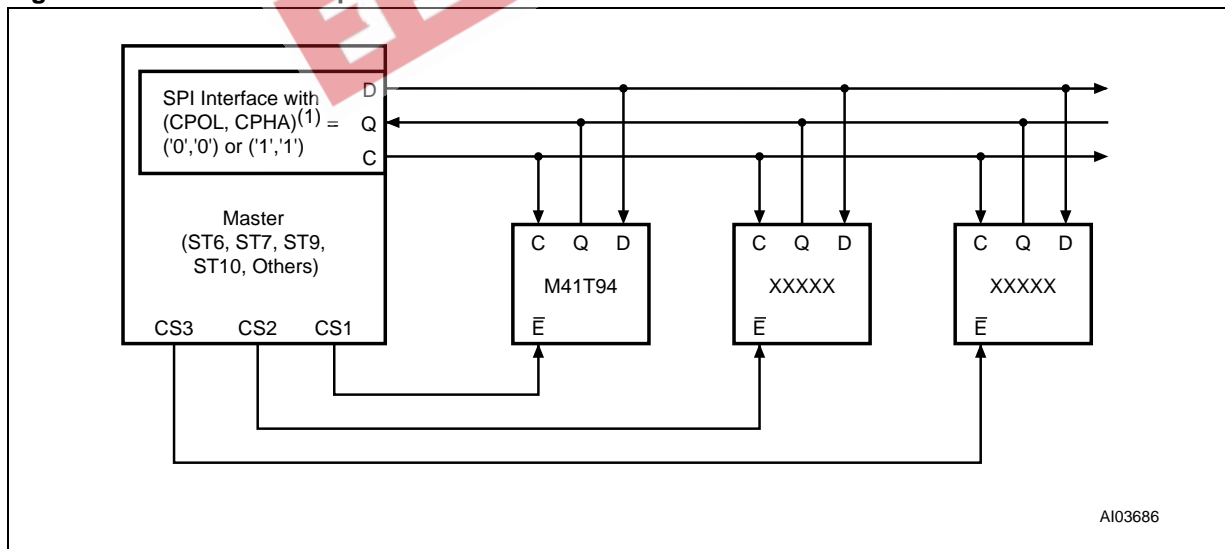 SPI Interface with
(CPOL, CPHA)(1) =
('0','0') or ('1','1')
D
Q
C
Master
(ST6, ST7, ST9,
ST10, Others)
CS3 CS2 CS1
C Q D
M41T94
E̅
C Q D
XXXXX
E̅
C Q D
XXXXX
E̅
AI03686